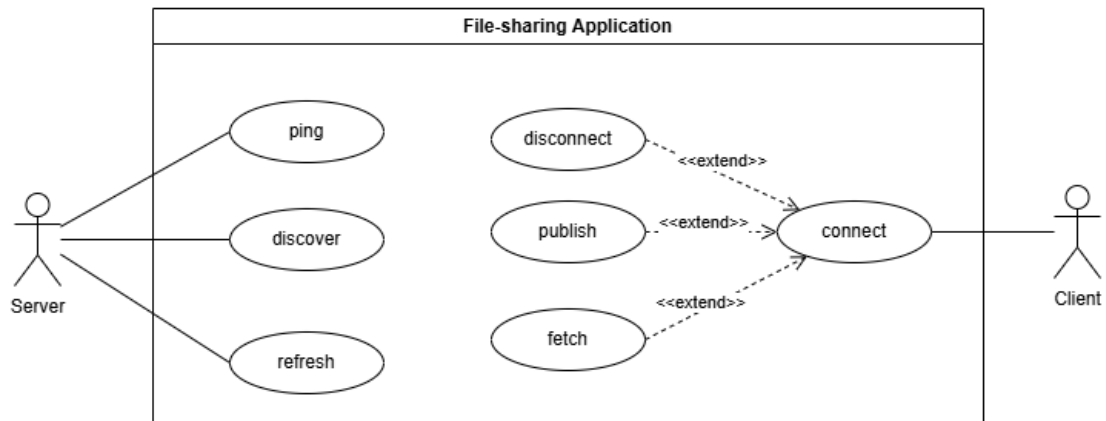 File-sharing Application
ping
disconnect
<<extend>>
discover
publish
<<extend>>
connect
Server
Client
<<extend>>
refresh
fetch